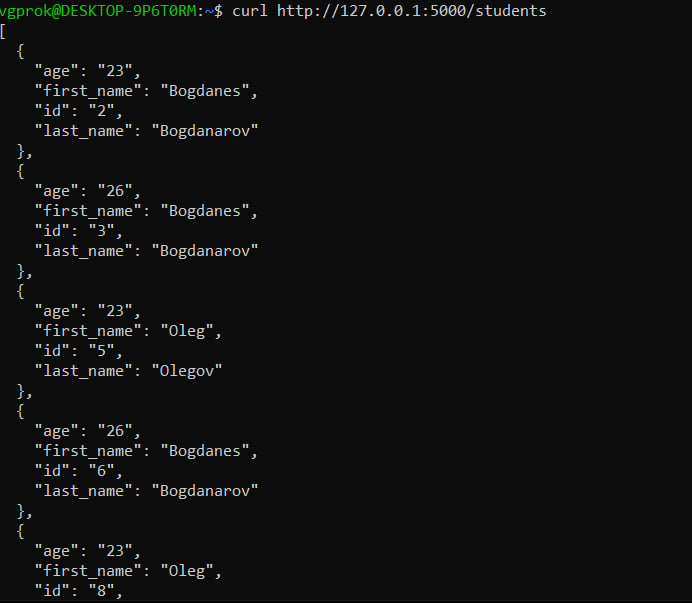 vgprok@DESKTOP-9P6T0RM:~$ curl http://127.0.0.1:5000/students
[
  {
    "age": "23",
    "first_name": "Bogdanes",
    "id": "2",
    "last_name": "Bogdanarov"
  },
  {
    "age": "26",
    "first_name": "Bogdanes",
    "id": "3",
    "last_name": "Bogdanarov"
  },
  {
    "age": "23",
    "first_name": "Oleg",
    "id": "5",
    "last_name": "Olegov"
  },
  {
    "age": "26",
    "first_name": "Bogdanes",
    "id": "6",
    "last_name": "Bogdanarov"
  },
  {
    "age": "23",
    "first_name": "Oleg",
    "id": "8",